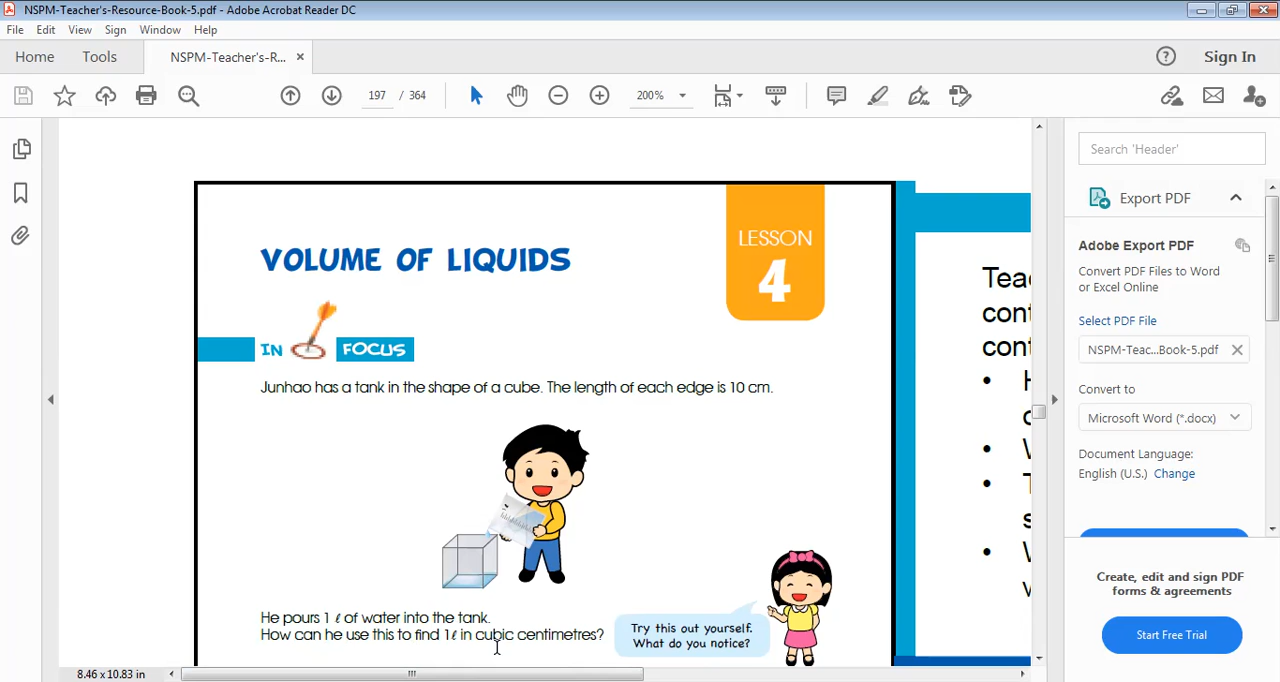 NSPM-Teacher's-Resource-Book-5.pdf - Adobe Acrobat Reader DC
File Edit View Sign Window Help
Home Tools NSPM-Teacher's-R... × Sign In
197 / 364 200%
Search 'Header'
Export PDF
Adobe Export PDF
Convert PDF Files to Word
or Excel Online
Select PDF File
NSPM-Teac...Book-5.pdf
Convert to
Microsoft Word (*.docx)
Document Language:
English (U.S.) Change
Create, edit and sign PDF
forms & agreements
Start Free Trial
LESSON
4
VOLUME OF LIQUIDS
IN FOCUS
Junhao has a tank in the shape of a cube. The length of each edge is 10 cm.
He pours 1 ℓ of water into the tank.
How can he use this to find 1 ℓ in cubic centimetres?
Try this out yourself.
What do you notice?
•
•
•
•
8.46 x 10.83 in